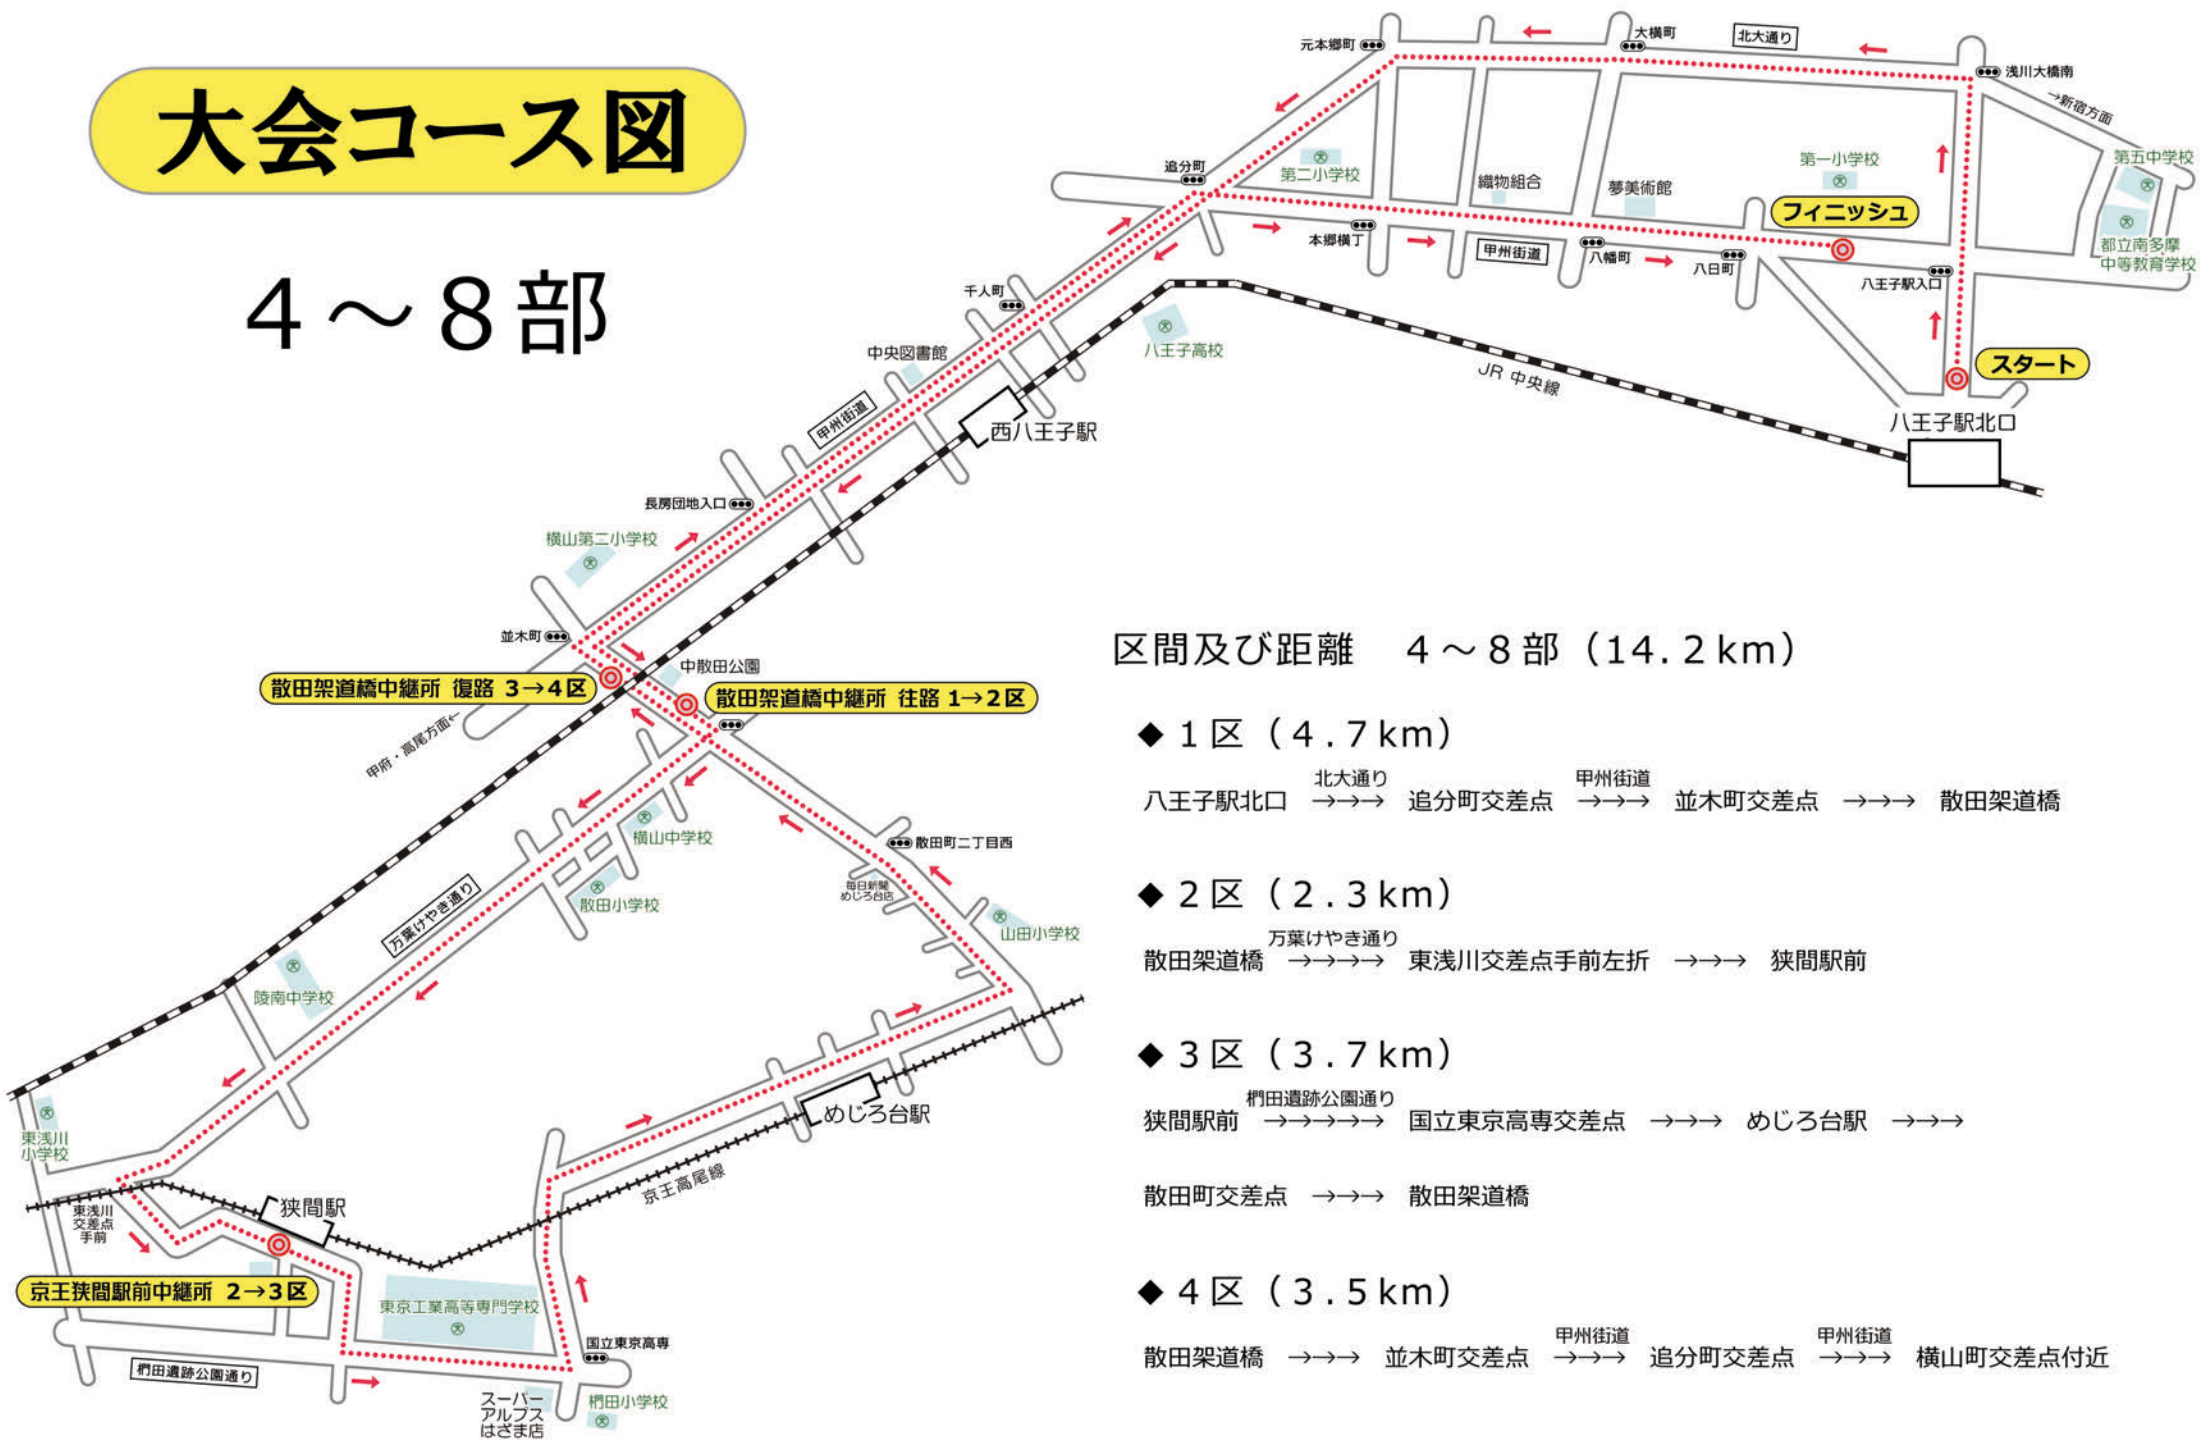 大会コース図
4～8部
元本郷町
大横町
北大通り
浅川大橋南
→新宿方面
第五中学校
都立南多摩
中等教育学校
第一小学校
フィニッシュ
追分町
第二小学校
織物組合
夢美術館
本郷横丁
甲州街道
八幡町
八日町
八王子駅入口
スタート
八王子駅北口
JR 中央線
八王子高校
千人町
中央図書館
甲州街道
西八王子駅
長房団地入口
横山第二小学校
並木町
中散田公園
散田架道橋中継所 復路 3→4区
散田架道橋中継所 往路 1→2区
甲府・高尾方面←
横山中学校
散田小学校
散田町二丁目西
毎日新聞
めじろ台店
山田小学校
万葉けやき通り
陵南中学校
めじろ台駅
京王高尾線
東浅川
小学校
東浅川
交差点
手前
狭間駅
京王狭間駅前中継所 2→3区
東京工業高等専門学校
国立東京高専
椚田遺跡公園通り
スーパー
アルプス
はざま店
椚田小学校
区間及び距離 4～8部（14.2km）
◆1区（4.7km）
北大通り 甲州街道
八王子駅北口 →→→ 追分町交差点 →→→ 並木町交差点 →→→ 散田架道橋
◆2区（2.3km）
万葉けやき通り
散田架道橋 →→→→ 東浅川交差点手前左折 →→→ 狭間駅前
◆3区（3.7km）
椚田遺跡公園通り
狭間駅前 →→→→→ 国立東京高専交差点 →→→ めじろ台駅 →→→
散田町交差点 →→→ 散田架道橋
◆4区（3.5km）
甲州街道 甲州街道
散田架道橋 →→→ 並木町交差点 →→→ 追分町交差点 →→→ 横山町交差点付近